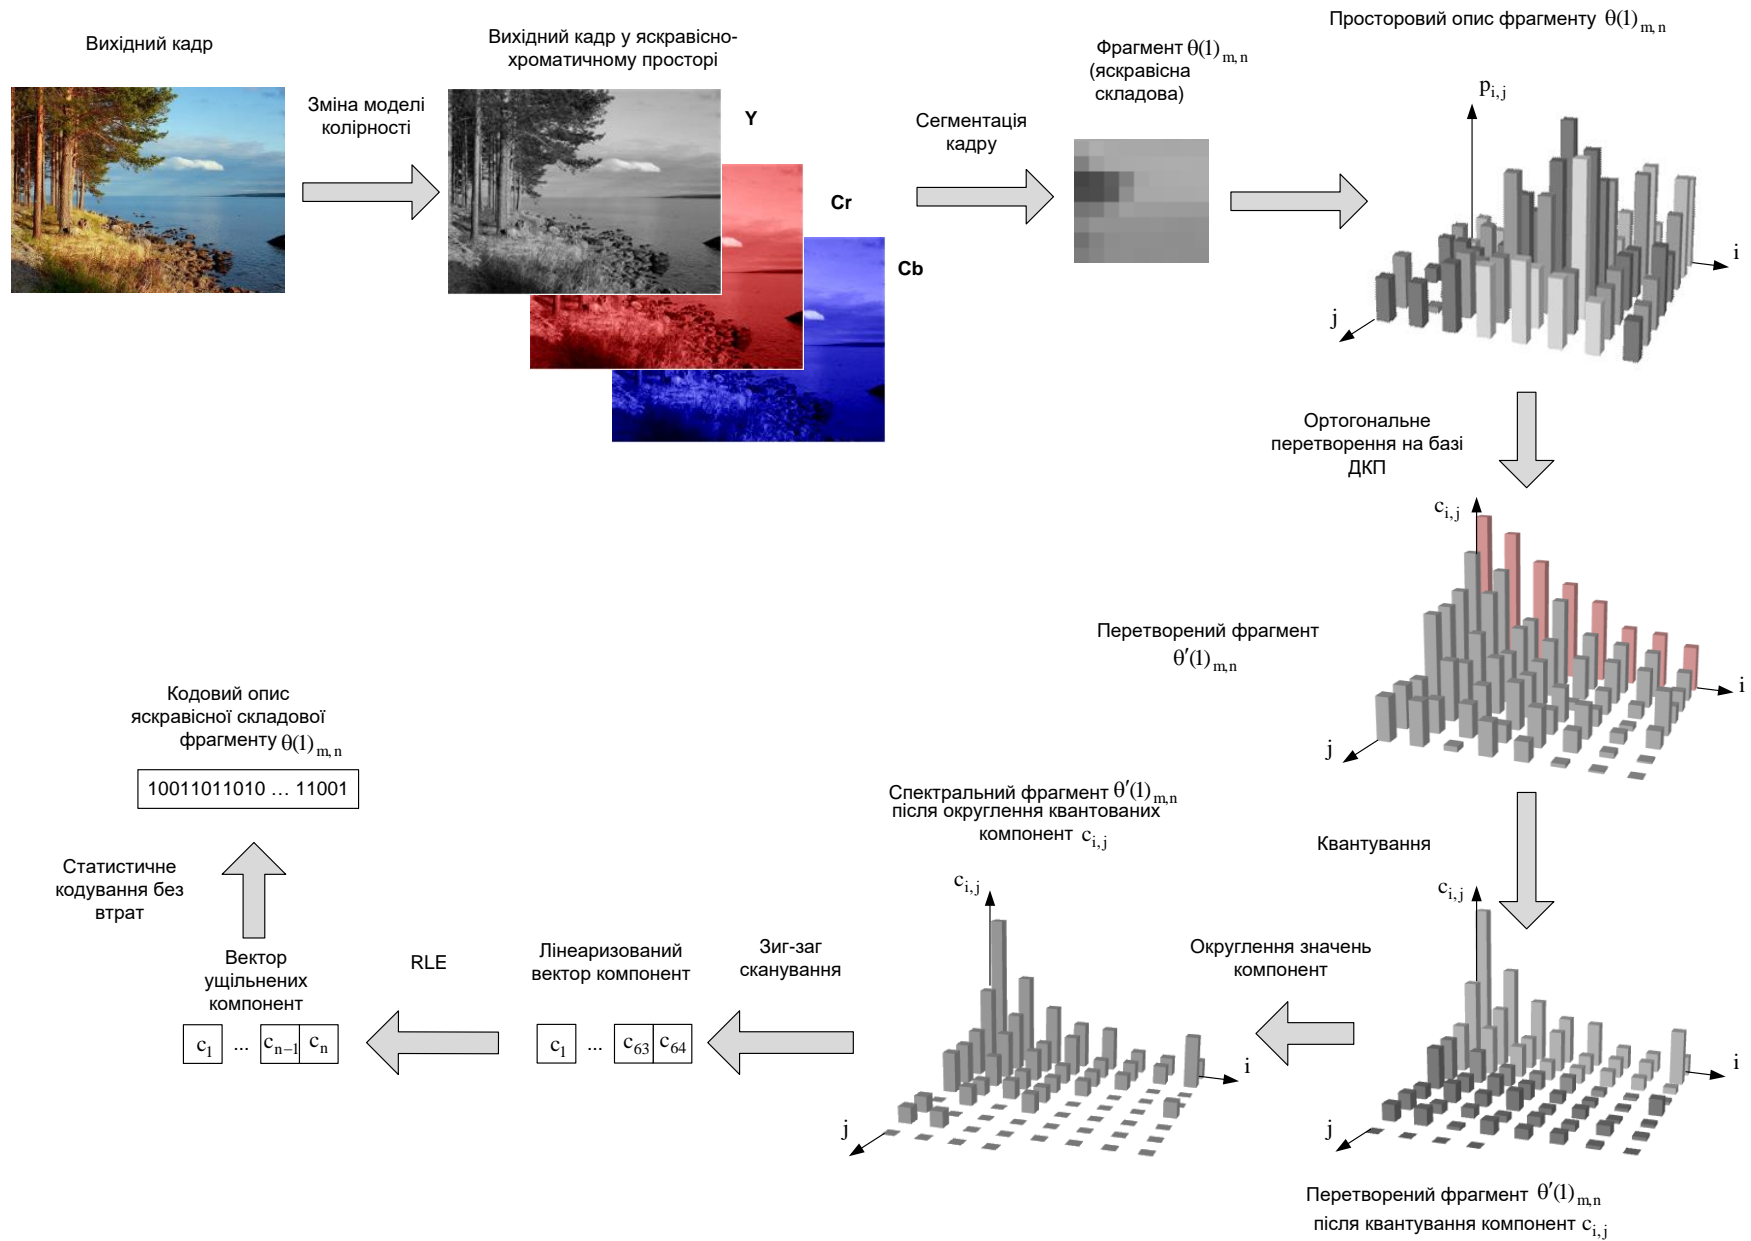 Вихідний кадр
Зміна моделі
колірності
Вихідний кадр у яскравісно-
хроматичному просторі
Y
Cr
Cb
Сегментація
кадру
Фрагмент θ(1)m,n
(яскравісна
складова)
Просторовий опис фрагменту θ(1)m,n
pi,j
i
j
Ортогональне
перетворення на базі
ДКП
ci,j
i
j
Перетворений фрагмент
θ′(1)m,n
Квантування
ci,j
i
j
Перетворений фрагмент θ′(1)m,n
після квантування компонент ci,j
Округлення значень
компонент
Спектральний фрагмент θ′(1)m,n
після округлення квантованих
компонент ci,j
ci,j
i
j
Зиг-заг
сканування
Лінеаризований
вектор компонент
c1 ... c63 c64
RLE
Вектор
ущільнених
компонент
c1 ... cn−1 cn
Статистичне
кодування без
втрат
Кодовий опис
яскравісної складової
фрагменту θ(1)m,n
10011011010 … 11001